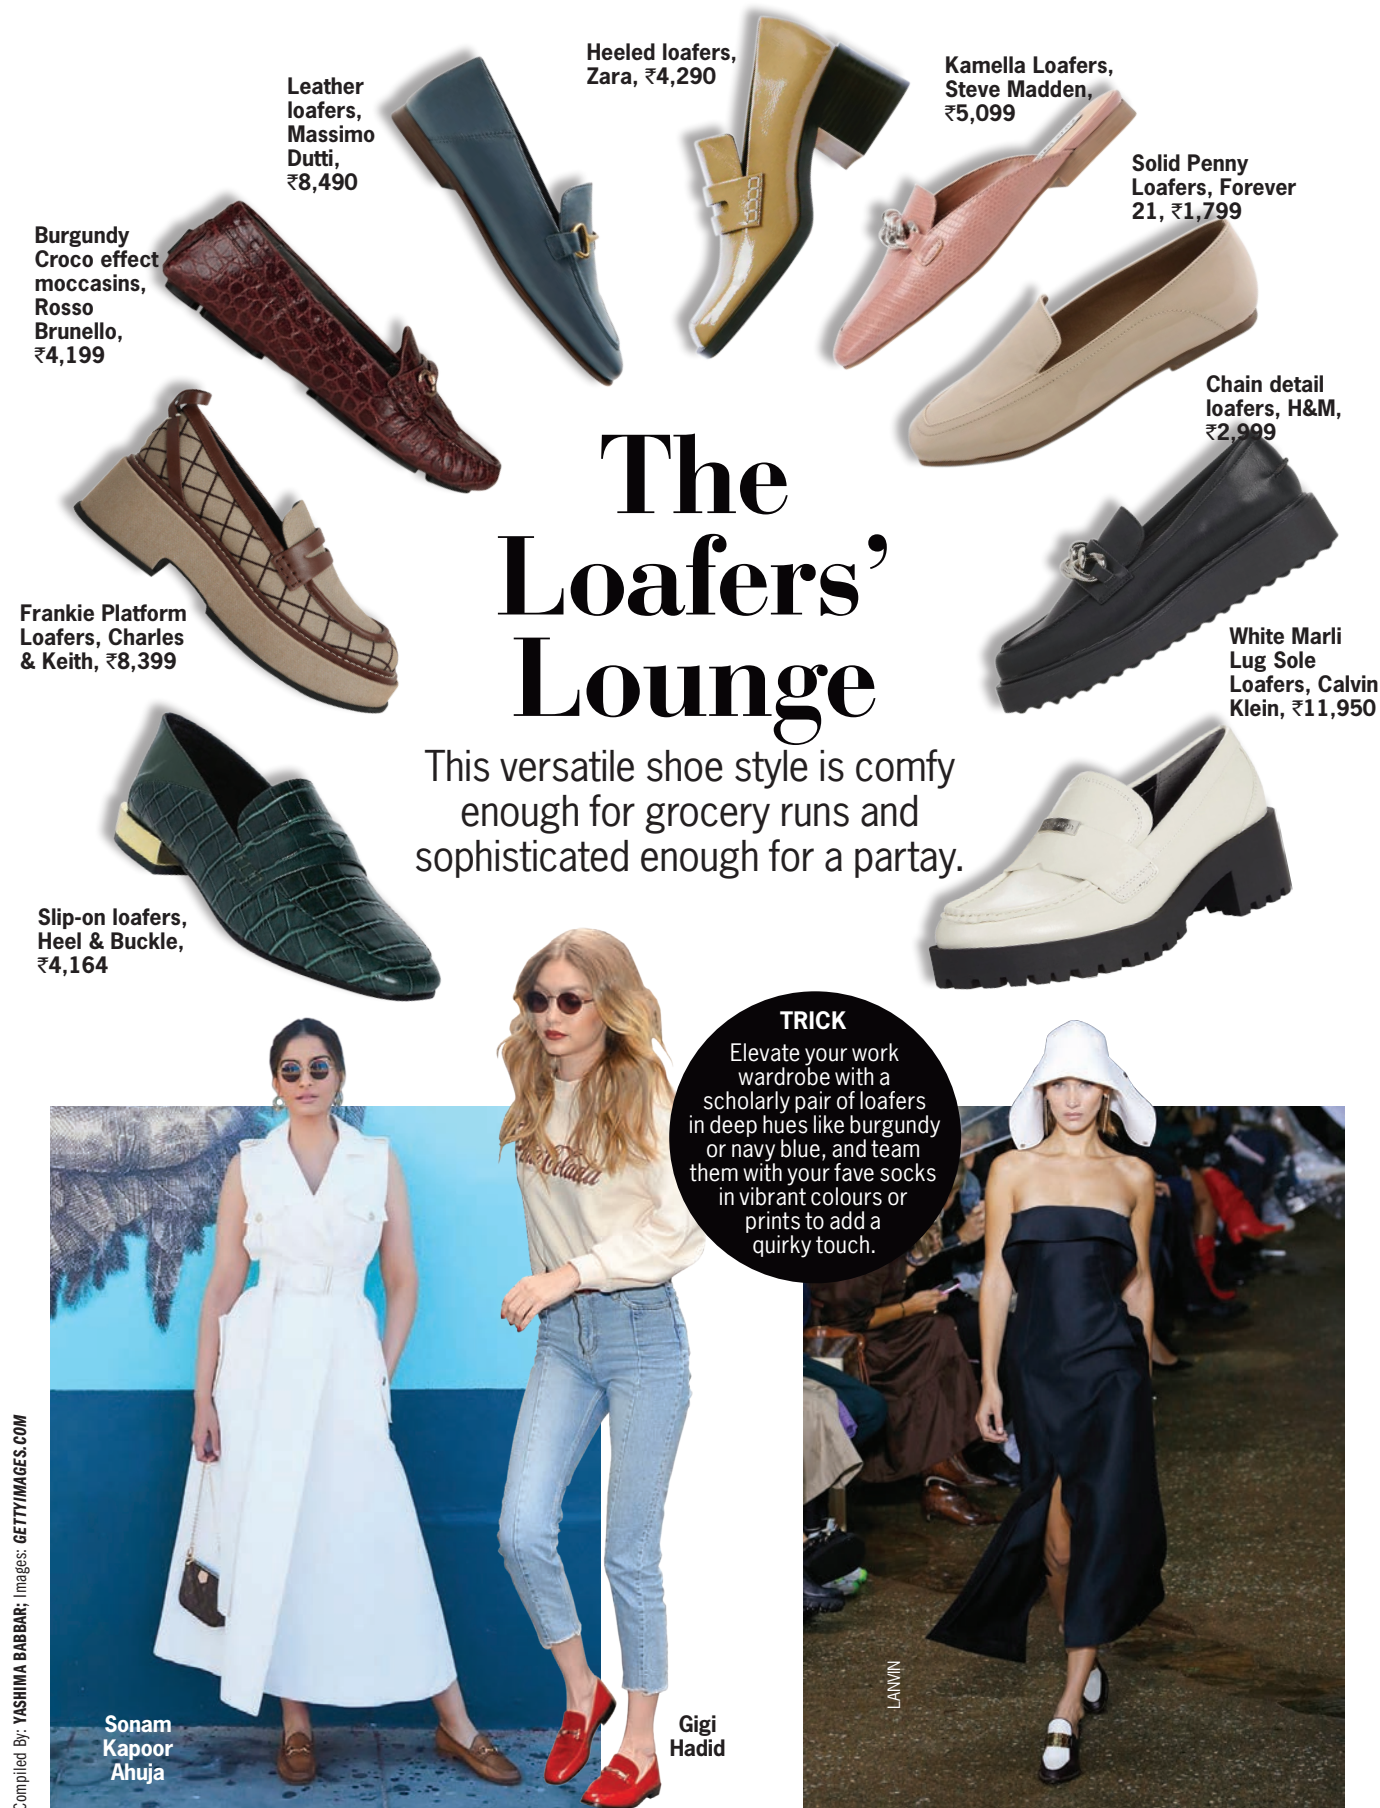 Heeled loafers,
Zara, ₹4,290
Kamella Loafers,
Steve Madden,
₹5,099
Leather
loafers,
Massimo
Dutti,
₹8,490
Solid Penny
Loafers, Forever
21, ₹1,799
Burgundy
Croco effect
moccasins,
Rosso
Brunello,
₹4,199
Chain detail
loafers, H&M,
₹2,999
Frankie Platform
Loafers, Charles
& Keith, ₹8,399
White Marli
Lug Sole
Loafers, Calvin
Klein, ₹11,950
The
Loafers’
Lounge
This versatile shoe style is comfy
enough for grocery runs and
sophisticated enough for a partay.
Slip-on loafers,
Heel & Buckle,
₹4,164
TRICK
Elevate your work
wardrobe with a
scholarly pair of loafers
in deep hues like burgundy
or navy blue, and team
them with your fave socks
in vibrant colours or
prints to add a
quirky touch.
Sonam
Kapoor
Ahuja
Gigi
Hadid
LANVIN
Compiled By: YASHIMA BABBAR; Images: GETTYIMAGES.COM